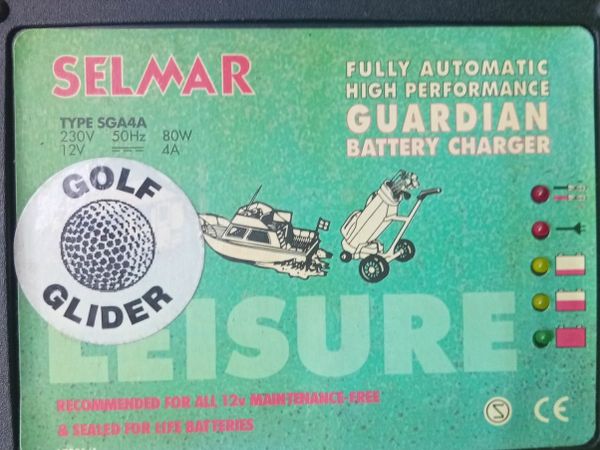 SELMAR
FULLY AUTOMATIC
HIGH PERFORMANCE
GUARDIAN
BATTERY CHARGER
TYPE SGA4A
230V 50Hz 80W
12V 4A
GOLF
GLIDER
LEISURE
RECOMMENDED FOR ALL 12v MAINTENANCE-FREE
& SEALED FOR LIFE BATTERIES
S
CE